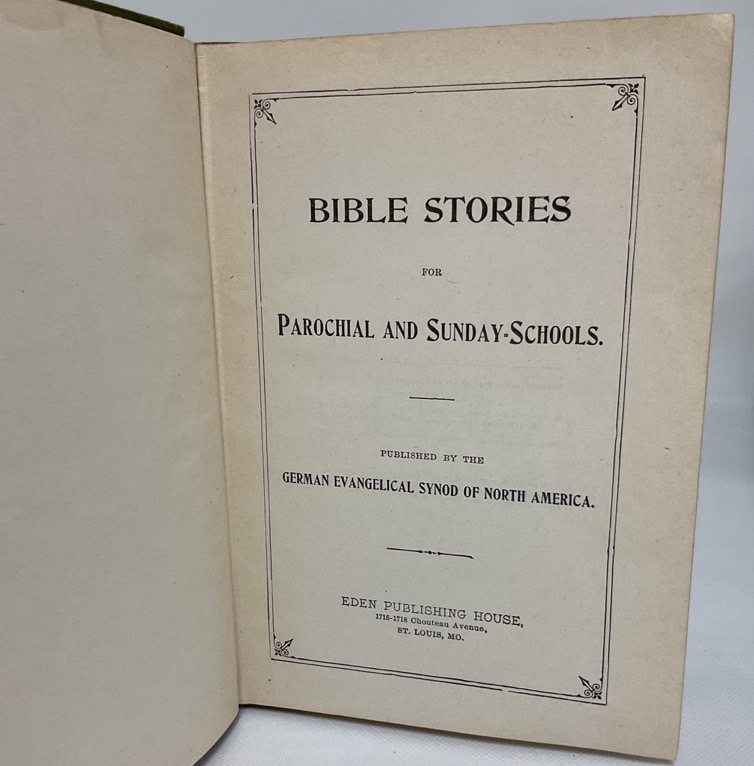 BIBLE STORIES
FOR
PAROCHIAL AND SUNDAY-SCHOOLS.
PUBLISHED BY THE
GERMAN EVANGELICAL SYNOD OF NORTH AMERICA.
EDEN PUBLISHING HOUSE,
1716-1718 Chouteau Avenue,
ST. LOUIS, MO.